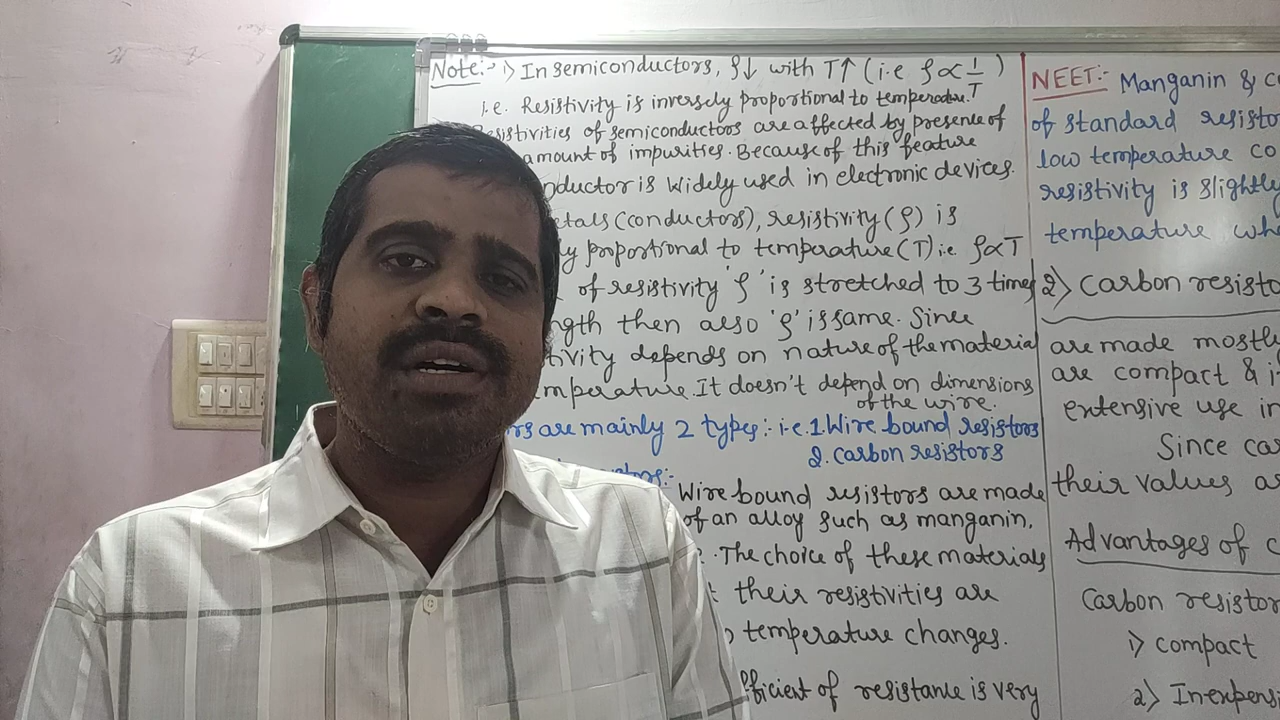 Note:- 1) In semiconductors, ρ↓ with T↑ (i.e ρ∝1/T)
i.e. Resistivity is inversely proportional to temperature.
Resistivities of semiconductors are affected by presence of
amount of impurities. Because of this feature
nductor is widely used in electronic devices.
etals (conductors), resistivity (ρ) is
ly proportional to temperature (T) i.e ρ∝T
of resistivity 'ρ' is stretched to 3 times
ngth then also 'ρ' is same. Since
tivity depends on nature of the material
mperature. It doesn't depend on dimensions
of the wire.
rs are mainly 2 types: i.e. 1. Wire bound resistors
2. carbon resistors
Wire bound resistors are made
of an alloy such as manganin,
. The choice of these materials
t their resistivities are
temperature changes.
fficient of resistance is very
NEET:- Manganin & c
of standard resistor
low temperature co
resistivity is slightly
temperature whe
2) Carbon resisto
are made mostly
are compact & i
extensive use in
Since ca
their values a
Advantages of c
Carbon resistor
1) compact
2) Inexpensi